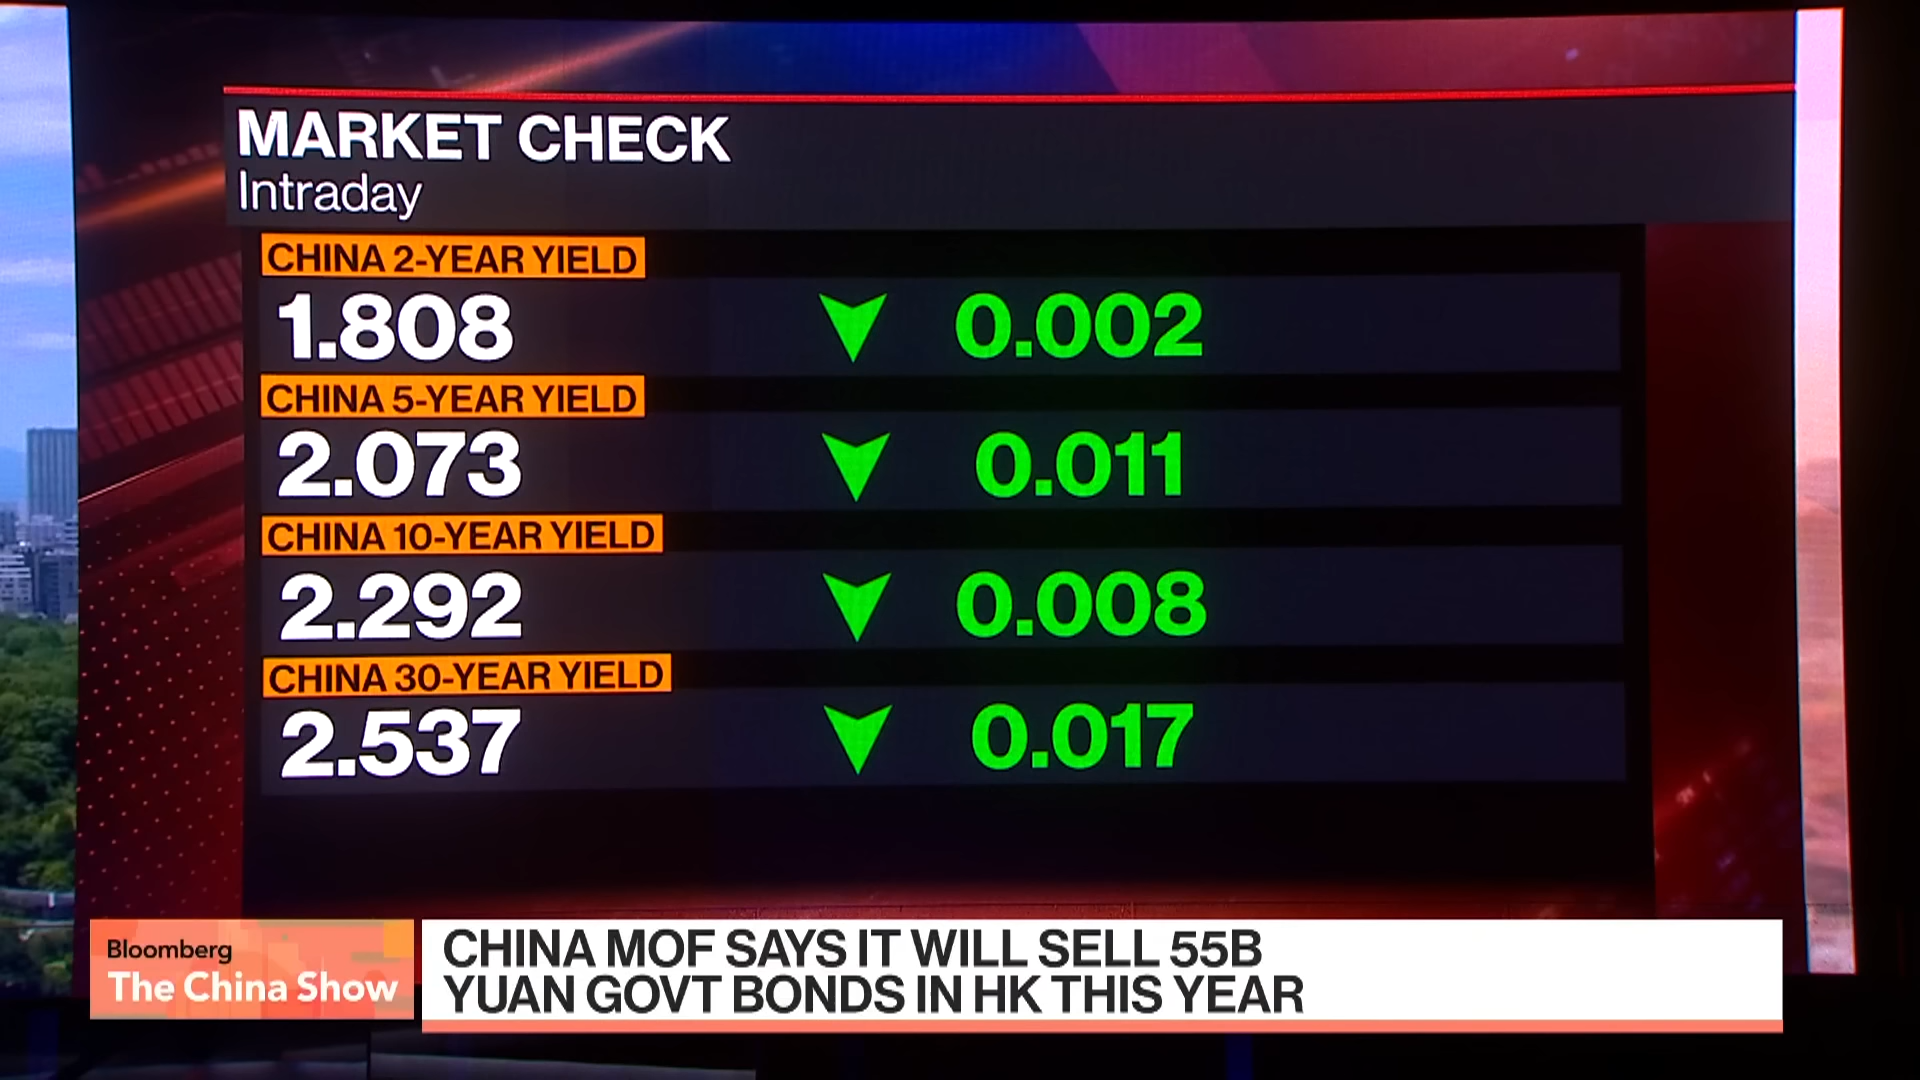 MARKET CHECK
Intraday
CHINA 2-YEAR YIELD
1.808 0.002
CHINA 5-YEAR YIELD
2.073 0.011
CHINA 10-YEAR YIELD
2.292 0.008
CHINA 30-YEAR YIELD
2.537 0.017
Bloomberg
The China Show
CHINA MOF SAYS IT WILL SELL 55B
YUAN GOVT BONDS IN HK THIS YEAR